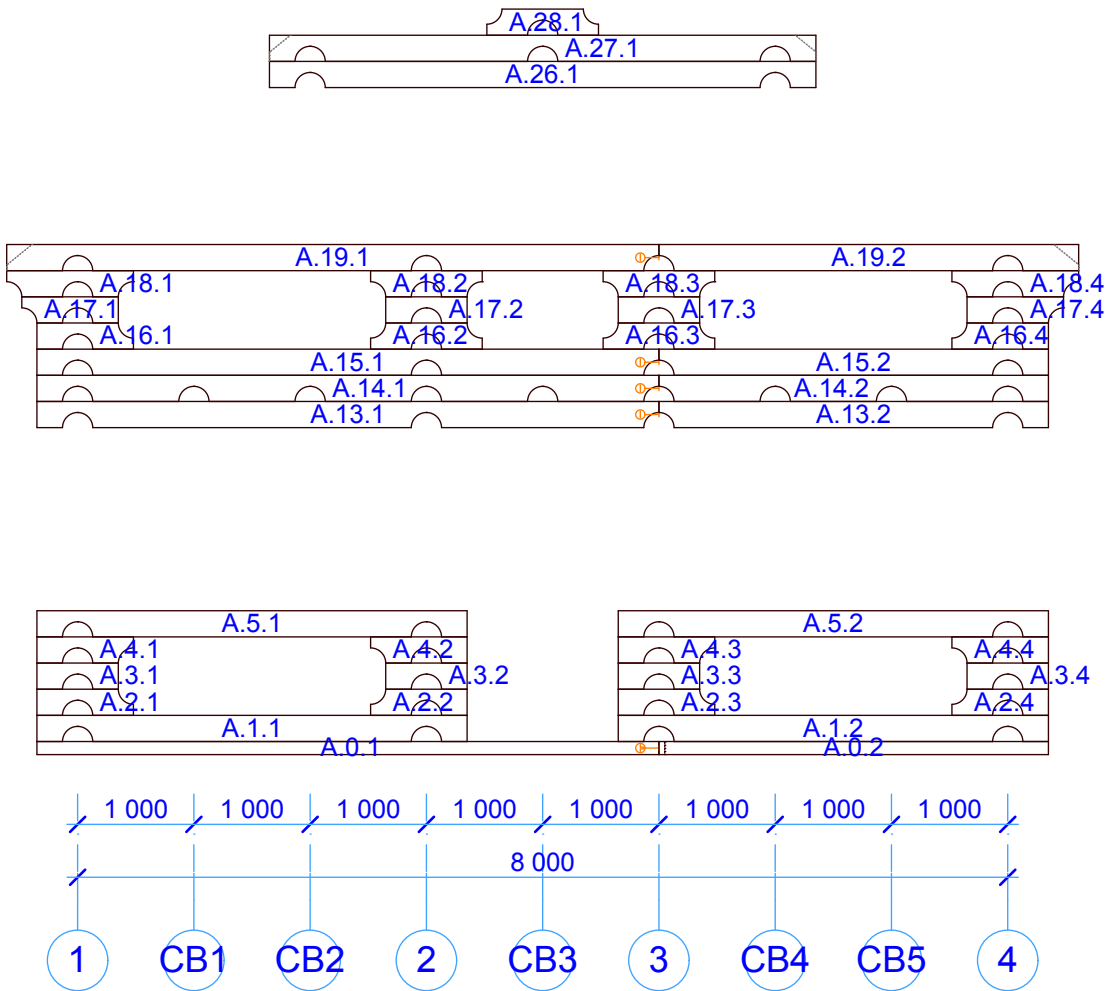 A.28.1
A.27.1
A.26.1
A.19.1 A.19.2
A.18.1 A.18.2 A.18.3 A.18.4
A.17.1 A.17.2 A.17.3 A.17.4
A.16.1 A.16.2 A.16.3 A.16.4
A.15.1 A.15.2
A.14.1 A.14.2
A.13.1 A.13.2
A.5.1 A.5.2
A.4.1 A.4.2 A.4.3 A.4.4
A.3.1 A.3.2 A.3.3 A.3.4
A.2.1 A.2.2 A.2.3 A.2.4
A.1.1 A.1.2
A.0.1 A.0.2
1 000 1 000 1 000 1 000 1 000 1 000 1 000 1 000
8 000
1 CB1 CB2 2 CB3 3 CB4 CB5 4